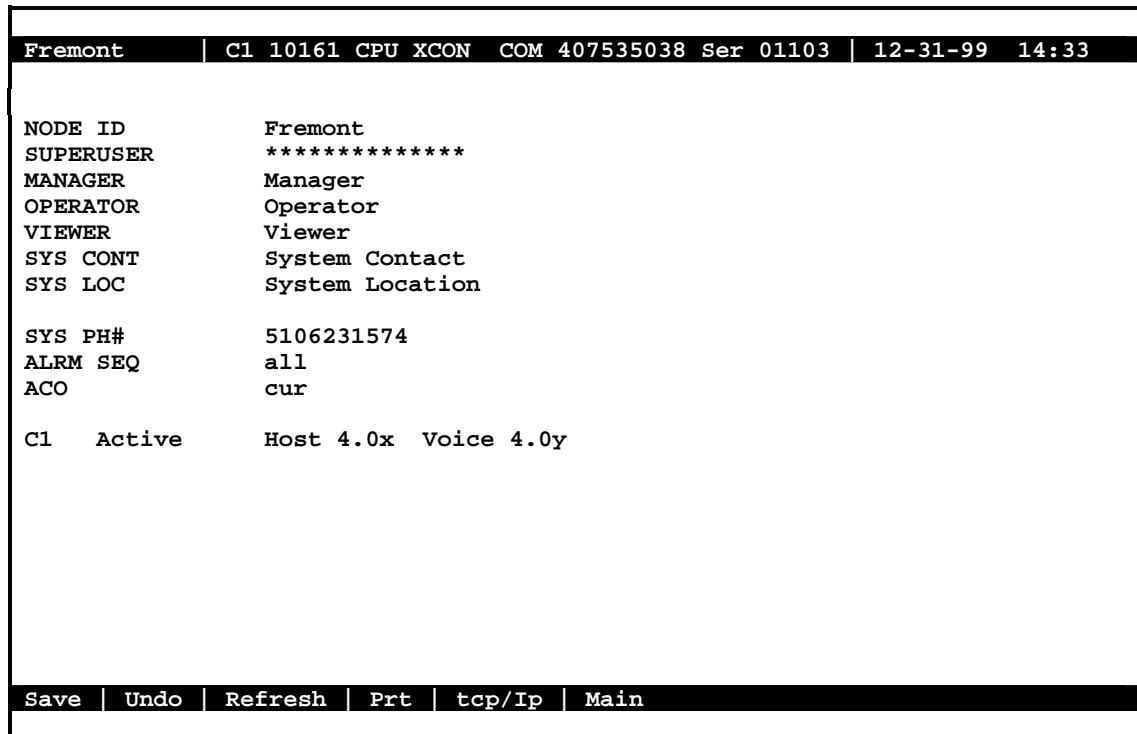 Fremont | C1 10161 CPU XCON COM 407535038 Ser 01103 | 12-31-99 14:33
NODE ID Fremont
SUPERUSER **************
MANAGER Manager
OPERATOR Operator
VIEWER Viewer
SYS CONT System Contact
SYS LOC System Location
SYS PH# 5106231574
ALRM SEQ all
ACO cur
C1 Active Host 4.0x Voice 4.0y
Save | Undo | Refresh | Prt | tcp/Ip | Main